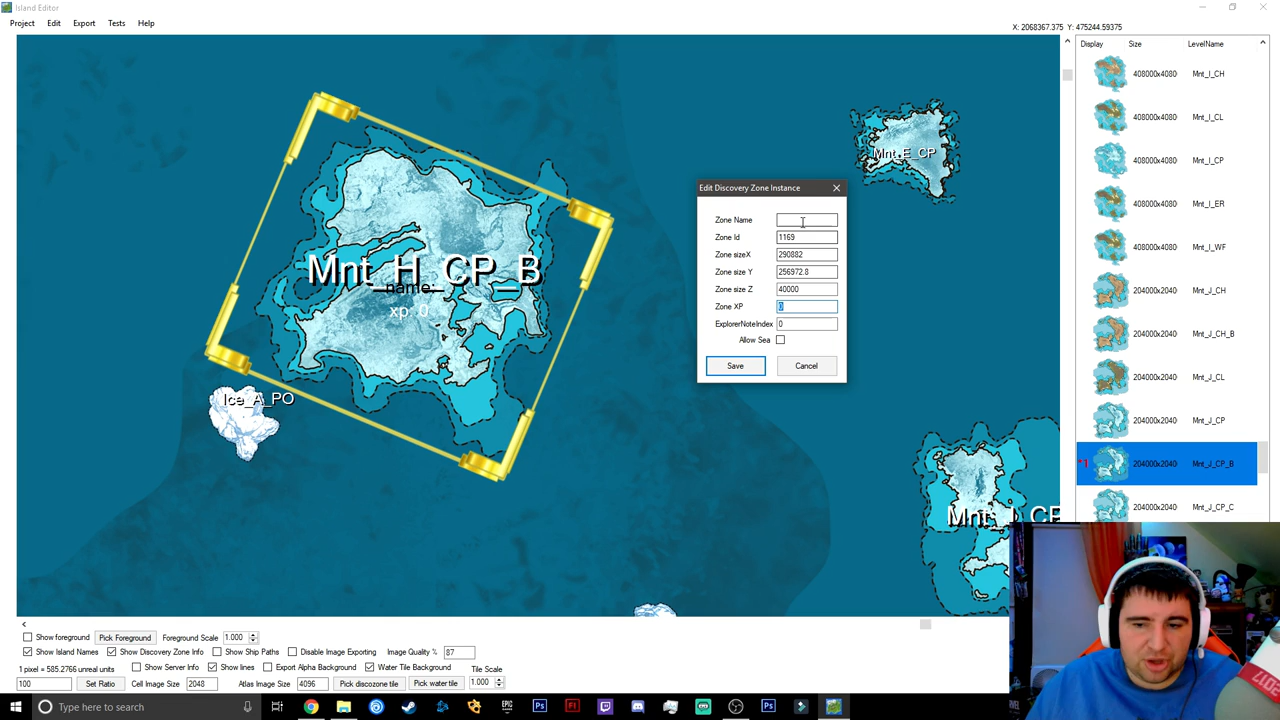 Island Editor
Project Edit Export Tests Help
X: 2068367.375 Y: 475244.59375
Display Size LevelName
408000x4080 Mnt_I_CH
408000x4080 Mnt_I_CL
408000x4080 Mnt_I_CP
408000x4080 Mnt_I_ER
408000x4080 Mnt_I_WF
204000x2040 Mnt_J_CH
204000x2040 Mnt_J_CH_B
204000x2040 Mnt_J_CL
204000x2040 Mnt_J_CP
*1 204000x2040 Mnt_J_CP_B
204000x2040 Mnt_J_CP_C
Mnt_E_CP
Mnt_H_CP_B
name:
xp: 0
Ice_A_PO
Edit Discovery Zone Instance
Zone Name
Zone Id 1169
Zone sizeX 290882
Zone size Y 256972.8
Zone size Z 40000
Zone XP 0
ExplorerNoteIndex 0
Allow Sea
Save Cancel
Show foreground Pick Foreground Foreground Scale 1.000
Show Island Names Show Discovery Zone Info Show Ship Paths Disable Image Exporting Image Quality % 87
1 pixel = 585.2766 unreal units Show Server Info Show lines Export Alpha Background Water Tile Background Tile Scale
100 Set Ratio Cell Image Size 2048 Atlas Image Size 4096 Pick discozone tile Pick water tile 1.000
Type here to search